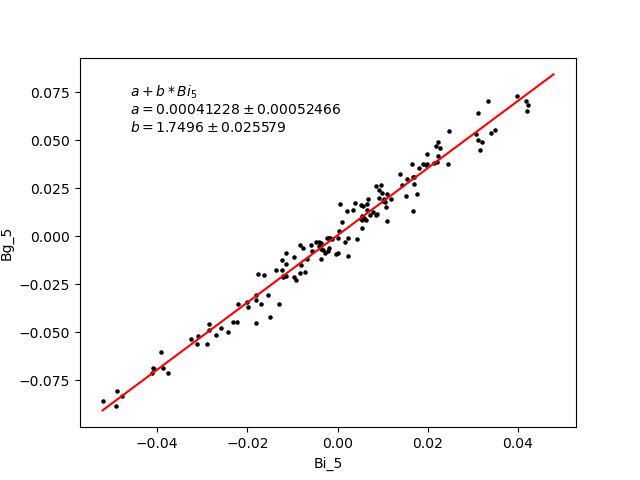 a + b * Bi₅
a = 0.00041228 ± 0.00052466
b = 1.7496 ± 0.025579
0.075
0.050
0.025
0.000
−0.025
−0.050
−0.075
Bg_5
−0.04 −0.02 0.00 0.02 0.04
Bi_5